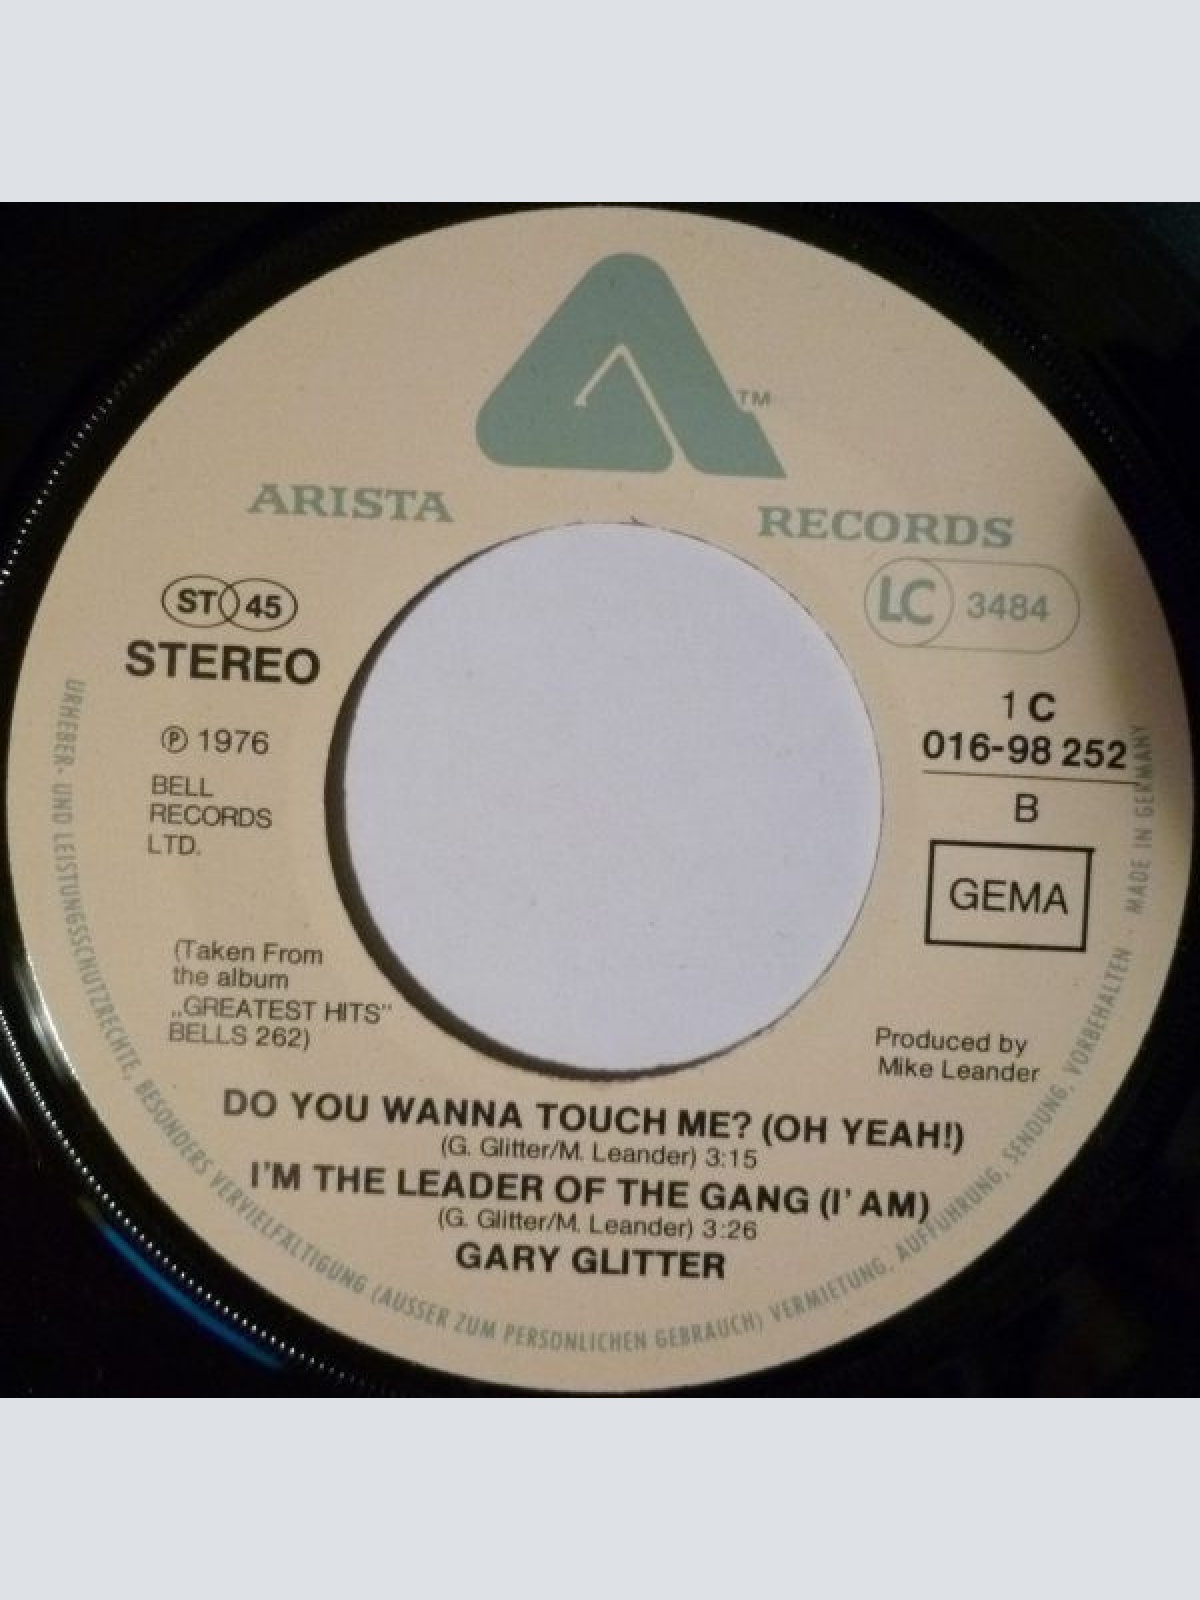 TM
ARISTA RECORDS
LC 3484
ST 45
STEREO
℗ 1976
BELL
RECORDS
LTD.
1 C
016-98 252
B
GEMA
(Taken From
the album
„GREATEST HITS"
BELLS 262)
Produced by
Mike Leander
DO YOU WANNA TOUCH ME? (OH YEAH!)
(G. Glitter/M. Leander) 3:15
I'M THE LEADER OF THE GANG (I' AM)
(G. Glitter/M. Leander) 3:26
GARY GLITTER
URHEBER- UND LEISTUNGSSCHUTZRECHTE, BESONDERS VERVIELFÄLTIGUNG (AUSSER ZUM PERSÖNLICHEN GEBRAUCH) VERMIETUNG, AUFFÜHRUNG, SENDUNG, VORBEHALTEN · MADE IN GERMANY